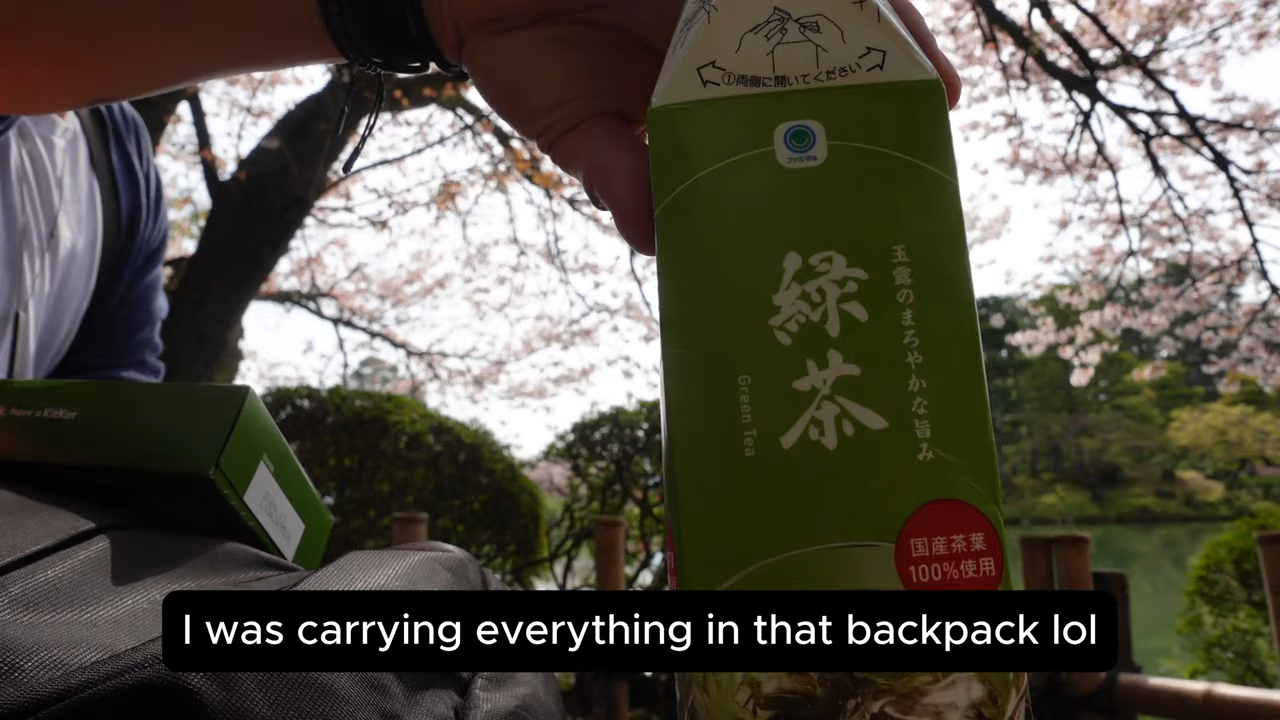 ①両側に開いてください
ファミマル
緑茶
玉露のまろやかな旨み
Green Tea
have a KitKat
国産茶葉
100%使用
I was carrying everything in that backpack lol